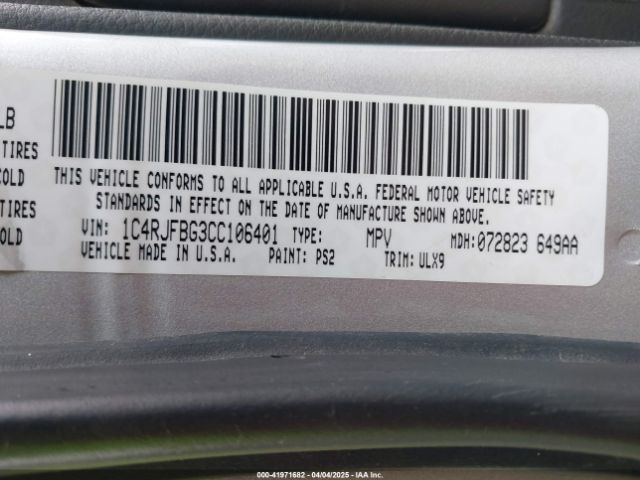 LB
TIRES
COLD
TIRES
COLD
THIS VEHICLE CONFORMS TO ALL APPLICABLE U.S.A. FEDERAL MOTOR VEHICLE SAFETY
STANDARDS IN EFFECT ON THE DATE OF MANUFACTURE SHOWN ABOVE.
VIN: 1C4RJFBG3CC106401 TYPE: MPV MDH:072823 649AA
VEHICLE MADE IN U.S.A. PAINT: PS2 TRIM: ULX9
000-41971682 - 04/04/2025 - IAA Inc.